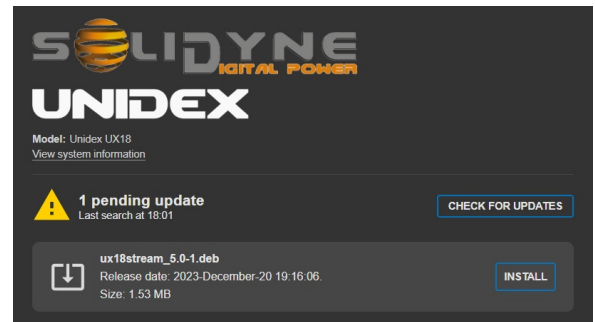 SOLIDYNE
DIGITAL POWER
UNIDEX
Model: Unidex UX18
View system information
1 pending update
Last search at 18:01
CHECK FOR UPDATES
ux18stream_5.0-1.deb
Release date: 2023-December-20 19:16:06.
Size: 1.53 MB
INSTALL